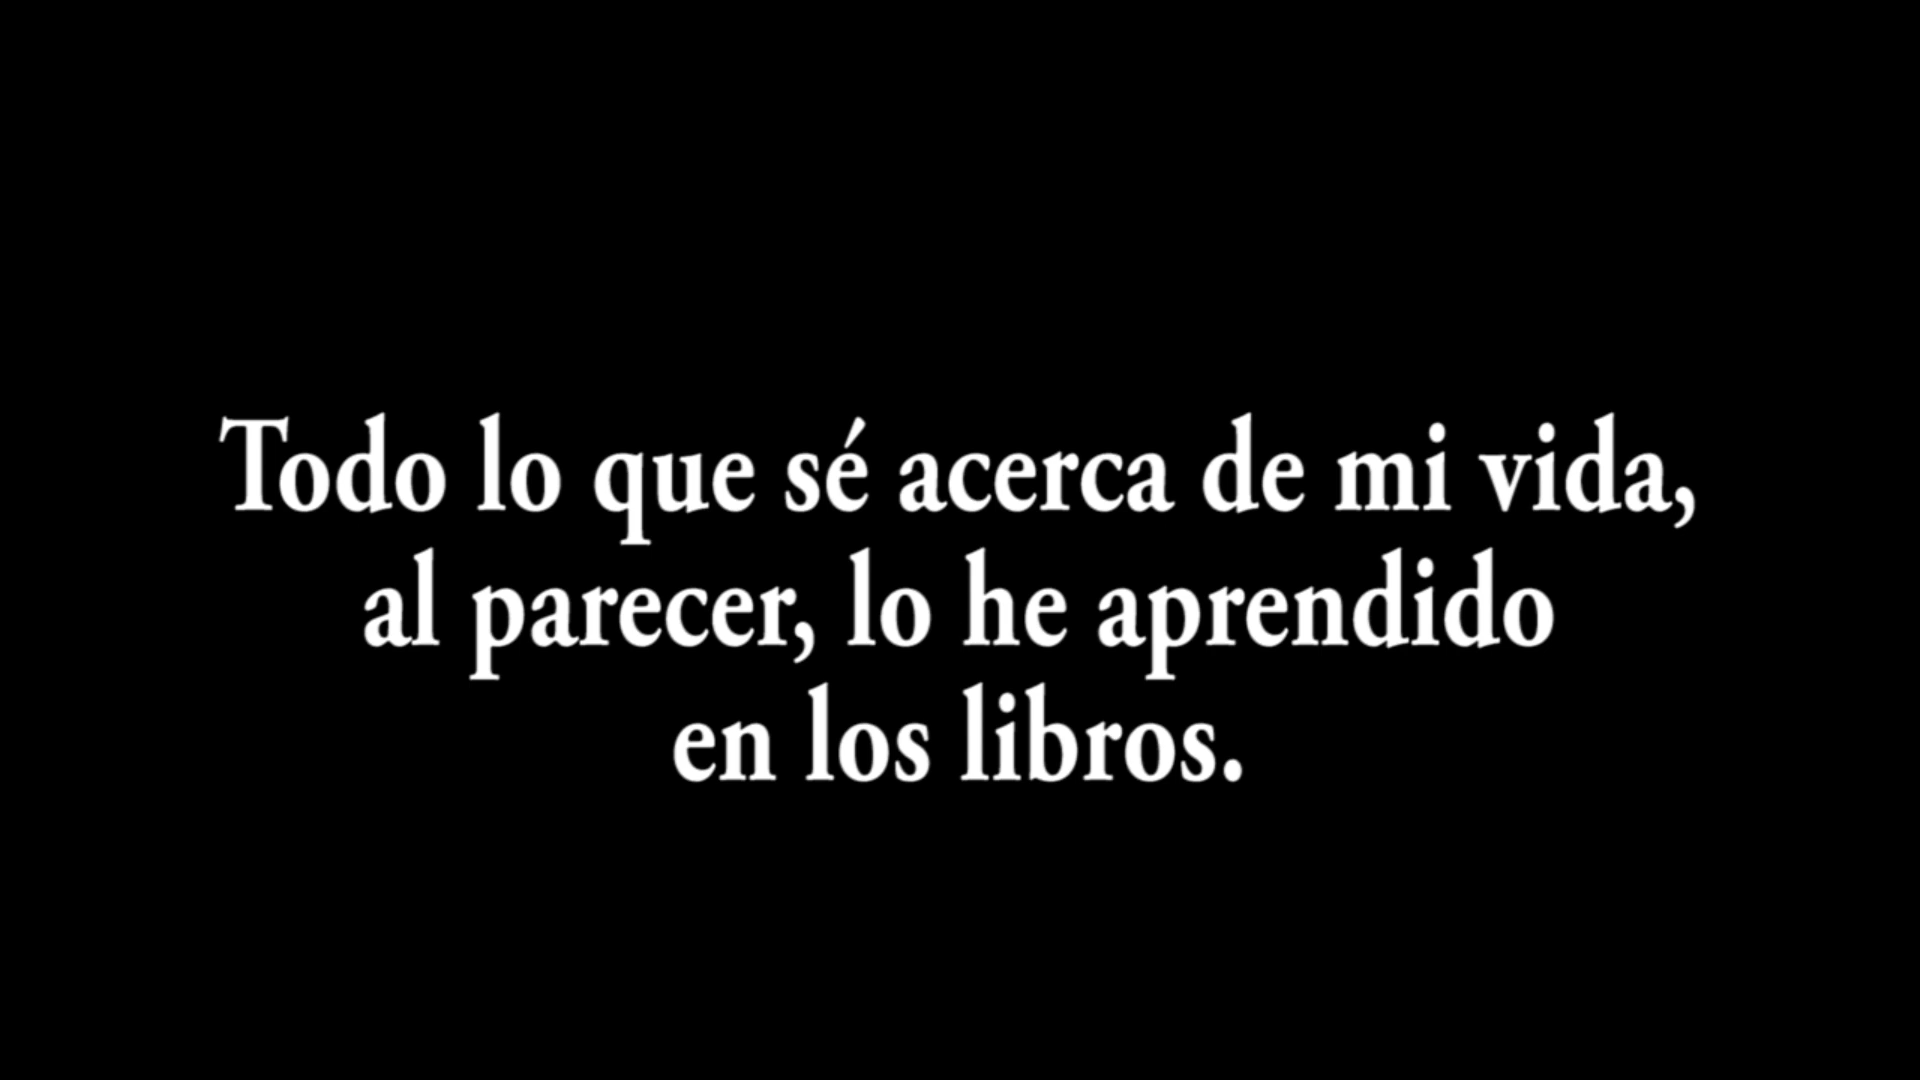 Todo lo que sé acerca de mi vida,
al parecer, lo he aprendido
en los libros.